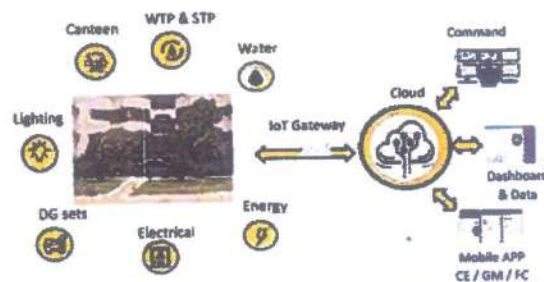 WTP & STP
Canteen
Water
Command
Lighting
Cloud
IoT Gateway
Dashboard
& Data
DG sets
Energy
Electrical
Mobile APP
CE / GM / FC